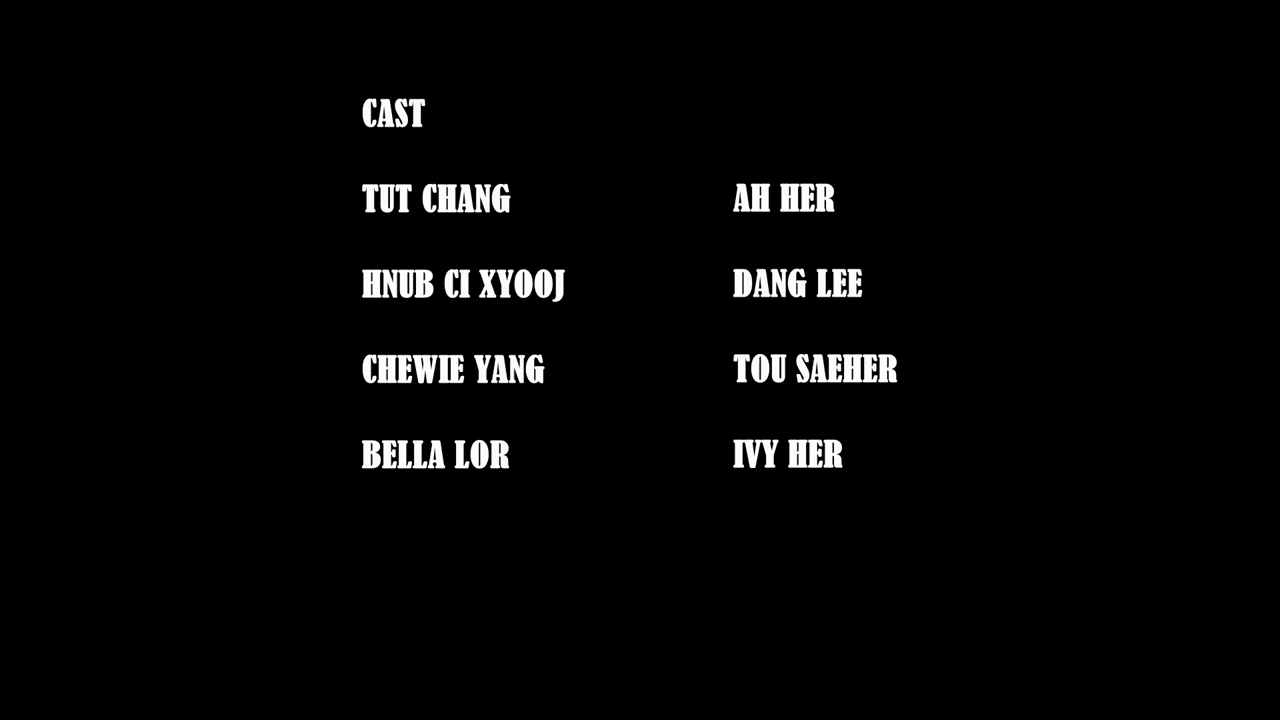 CAST
TUT CHANG AH HER
HNUB CI XYOOJ DANG LEE
CHEWIE YANG TOU SAEHER
BELLA LOR IVY HER